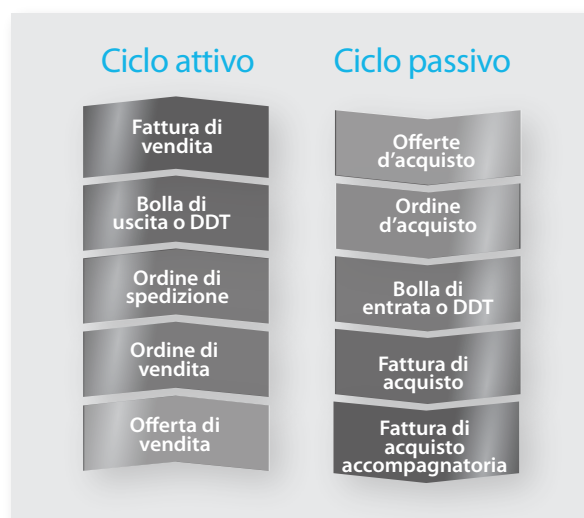 Ciclo attivo
Fattura di
vendita
Bolla di
uscita o DDT
Ordine di
spedizione
Ordine di
vendita
Offerta di
vendita
Ciclo passivo
Offerte
d'acquisto
Ordine
d'acquisto
Bolla di
entrata o DDT
Fattura di
acquisto
Fattura di
acquisto
accompagnatoria